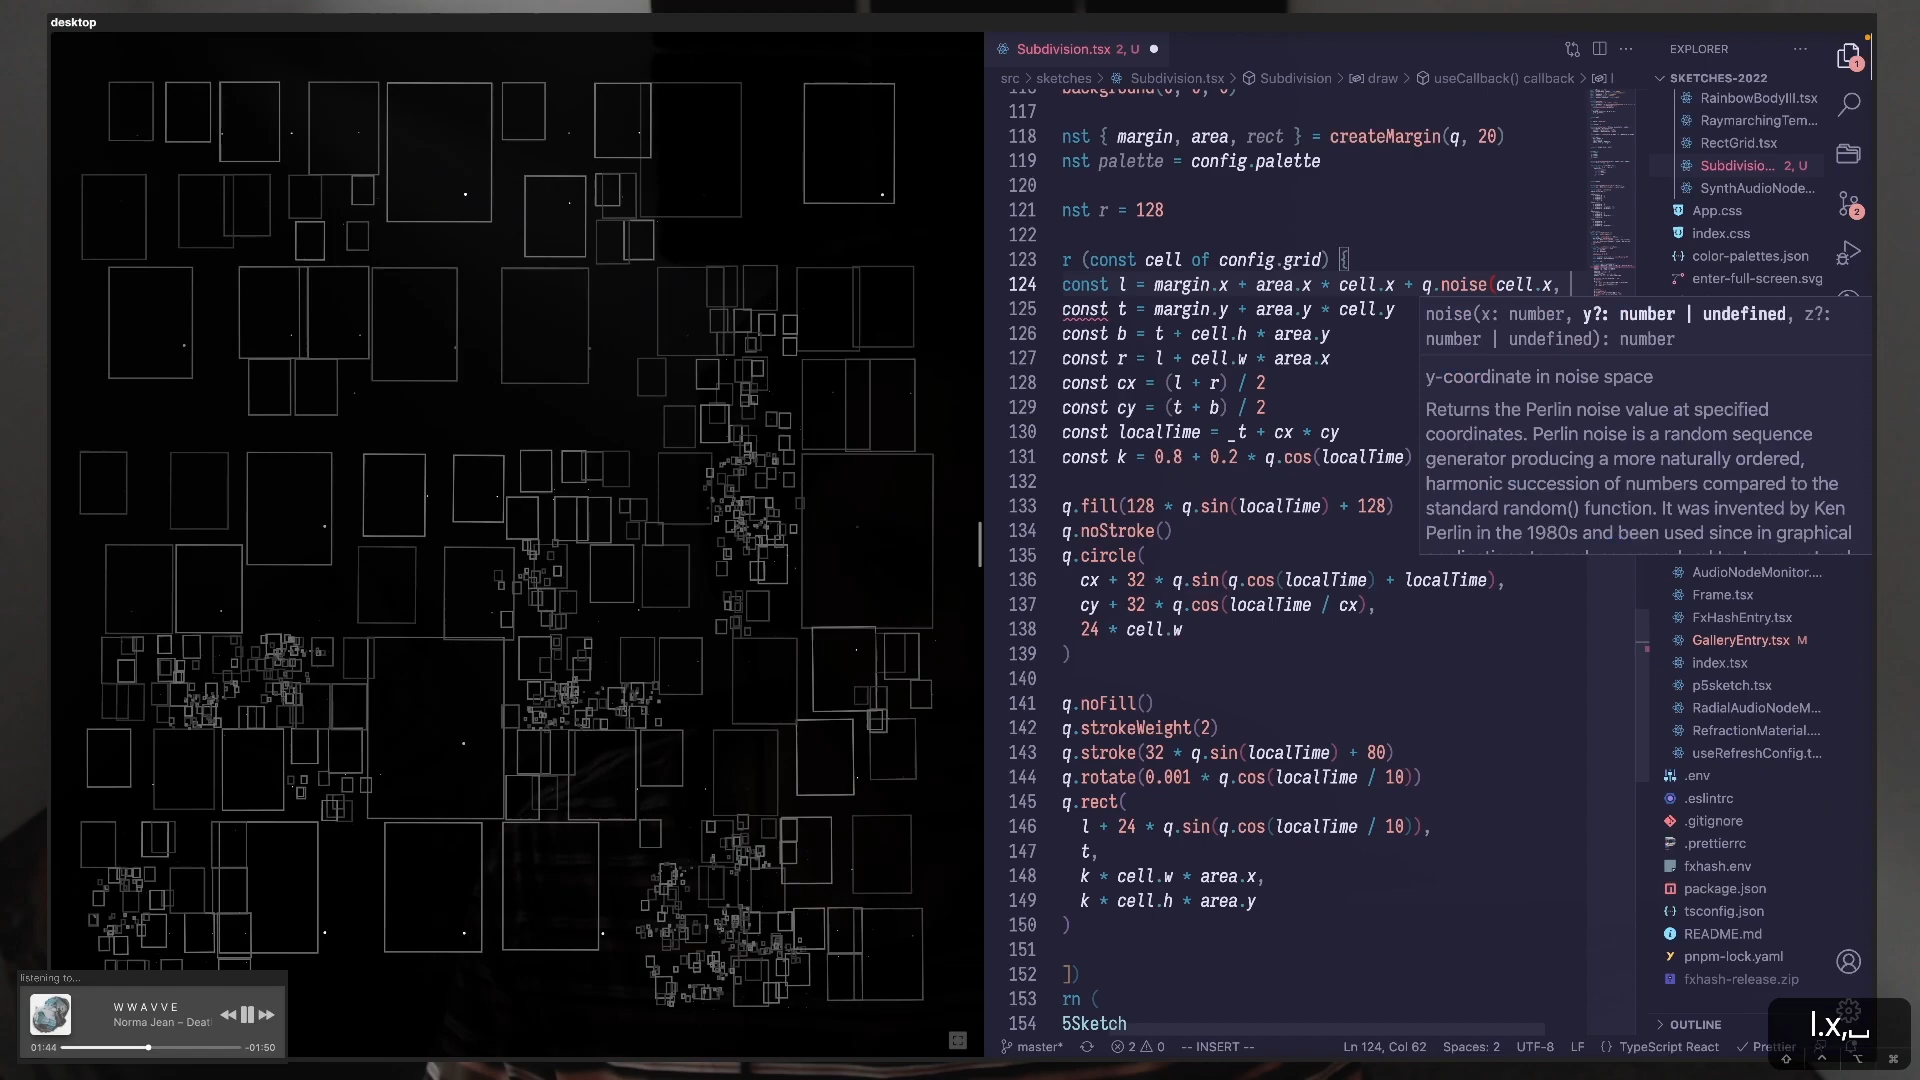 desktop
Subdivision.tsx 2, U
src > sketches > Subdivision.tsx > Subdivision > draw > useCallback() callback > l
116 background(0, 0, 0)
117
118 nst { margin, area, rect } = createMargin(q, 20)
119 nst palette = config.palette
120
121 nst r = 128
122
123 r (const cell of config.grid) {
124 const l = margin.x + area.x * cell.x + q.noise(cell.x,
125 const t = margin.y + area.y * cell.y
126 const b = t + cell.h * area.y
127 const r = l + cell.w * area.x
128 const cx = (l + r) / 2
129 const cy = (t + b) / 2
130 const localTime = _t + cx * cy
131 const k = 0.8 + 0.2 * q.cos(localTime)
132
133 q.fill(128 * q.sin(localTime) + 128)
134 q.noStroke()
135 q.circle(
136 cx + 32 * q.sin(q.cos(localTime) + localTime),
137 cy + 32 * q.cos(localTime / cx),
138 24 * cell.w
139 )
140
141 q.noFill()
142 q.strokeWeight(2)
143 q.stroke(32 * q.sin(localTime) + 80)
144 q.rotate(0.001 * q.cos(localTime / 10))
145 q.rect(
146 l + 24 * q.sin(q.cos(localTime / 10)),
147 t,
148 k * cell.w * area.x,
149 k * cell.h * area.y
150 )
151
152 ])
153 rn (
154 5Sketch
noise(x: number, y?: number | undefined, z?:
number | undefined): number
y-coordinate in noise space
Returns the Perlin noise value at specified
coordinates. Perlin noise is a random sequence
generator producing a more naturally ordered,
harmonic succession of numbers compared to the
standard random() function. It was invented by Ken
Perlin in the 1980s and been used since in graphical
EXPLORER
SKETCHES-2022
RainbowBodyIII.tsx
RaymarchingTem...
RectGrid.tsx
Subdivisio... 2, U
SynthAudioNode...
App.css
index.css
color-palettes.json
enter-full-screen.svg
AudioNodeMonitor....
Frame.tsx
FxHashEntry.tsx
GalleryEntry.tsx M
index.tsx
p5sketch.tsx
RadialAudioNodeM...
RefractionMaterial....
useRefreshConfig.t...
.env
.eslintrc
.gitignore
.prettierrc
fxhash.env
package.json
tsconfig.json
README.md
pnpm-lock.yaml
fxhash-release.zip
OUTLINE
1
2
l.x,⎵
listening to...
W W A V V E
Norma Jean – Deat
01:44 -01:50
master* 2 0 -- INSERT -- Ln 124, Col 62 Spaces: 2 UTF-8 LF TypeScript React Prettier